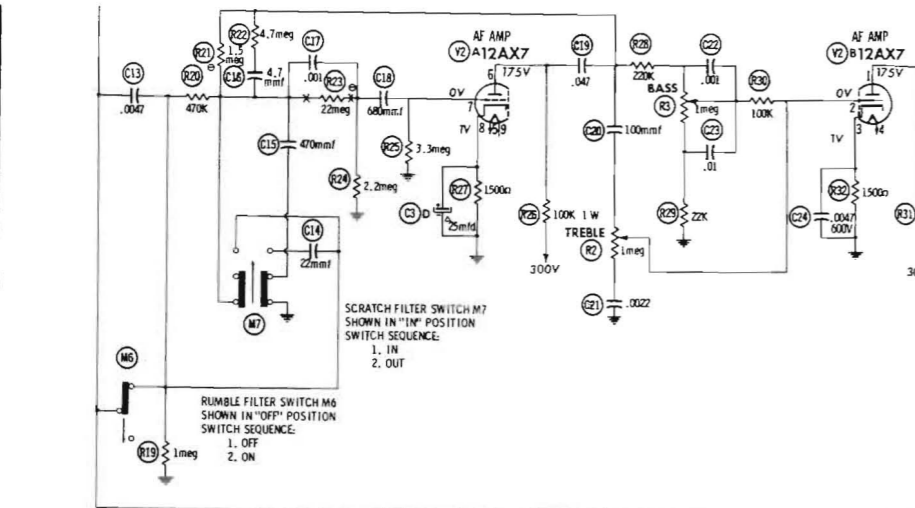 C13
.0047
R20
470K
R21
1.5
meg
R22
4.7meg
C16
4.7
mmf
C17
.001
R23
22meg
C18
680mmf
C15
470mmf
R24
2.2meg
R25
3.3meg
AF AMP
V2 A 12AX7
6
175V
0V
7
1V
8 5 9
R27
1500Ω
C3 D
25mfd
C19
.047
R26
100K 1 W
300V
R28
220K
C20
100mmf
TREBLE
R2
1meg
C21
.0022
C22
.001
BASS
R3
1meg
C23
.01
R29
22K
R30
100K
AF AMP
V2 B 12AX7
1
175V
0V
2
1V
3 4
R32
1500Ω
C24
.0047
600V
R31
C14
22mmf
M7
SCRATCH FILTER SWITCH M7
SHOWN IN "IN" POSITION
SWITCH SEQUENCE:
1. IN
2. OUT
M6
RUMBLE FILTER SWITCH M6
SHOWN IN "OFF" POSITION
SWITCH SEQUENCE:
1. OFF
2. ON
R19
1meg